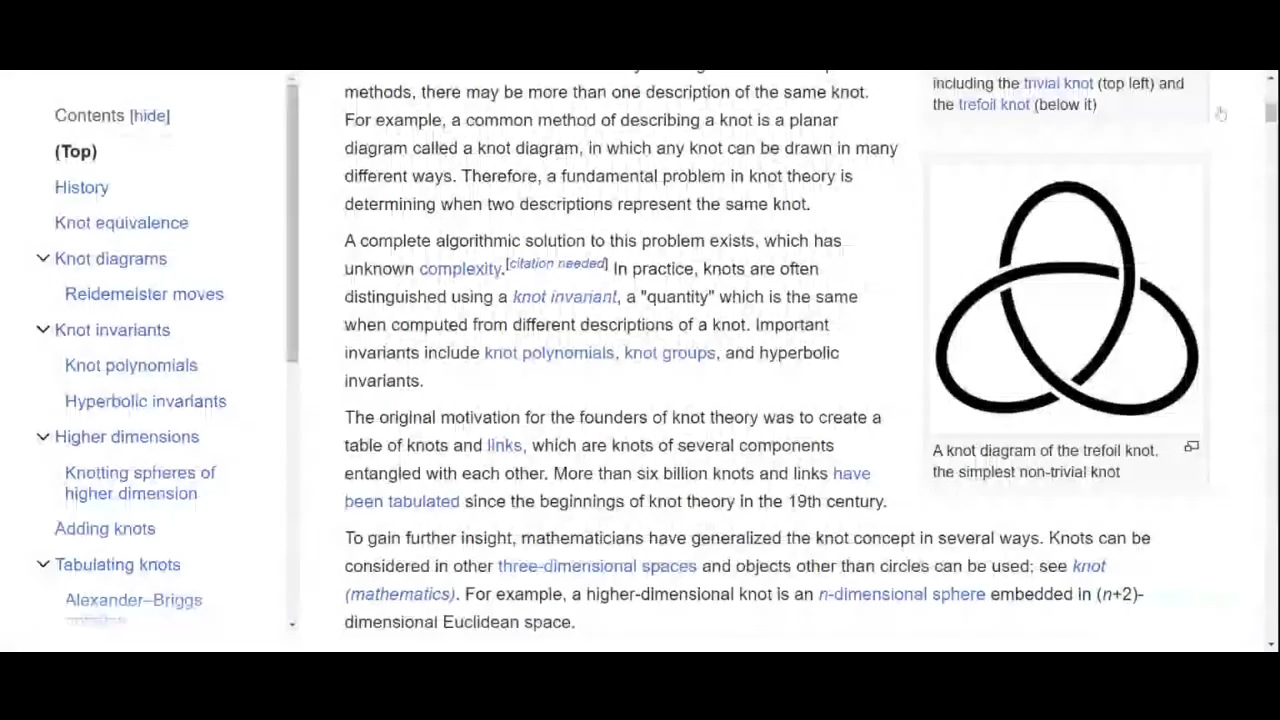 Contents [hide]
(Top)
History
Knot equivalence
Knot diagrams
Reidemeister moves
Knot invariants
Knot polynomials
Hyperbolic invariants
Higher dimensions
Knotting spheres of
higher dimension
Adding knots
Tabulating knots
Alexander–Briggs
methods, there may be more than one description of the same knot.
For example, a common method of describing a knot is a planar
diagram called a knot diagram, in which any knot can be drawn in many
different ways. Therefore, a fundamental problem in knot theory is
determining when two descriptions represent the same knot.
A complete algorithmic solution to this problem exists, which has
unknown complexity.[citation needed] In practice, knots are often
distinguished using a knot invariant, a "quantity" which is the same
when computed from different descriptions of a knot. Important
invariants include knot polynomials, knot groups, and hyperbolic
invariants.
The original motivation for the founders of knot theory was to create a
table of knots and links, which are knots of several components
entangled with each other. More than six billion knots and links have
been tabulated since the beginnings of knot theory in the 19th century.
To gain further insight, mathematicians have generalized the knot concept in several ways. Knots can be
considered in other three-dimensional spaces and objects other than circles can be used; see knot
(mathematics). For example, a higher-dimensional knot is an n-dimensional sphere embedded in (n+2)-
dimensional Euclidean space.
including the trivial knot (top left) and
the trefoil knot (below it)
A knot diagram of the trefoil knot,
the simplest non-trivial knot